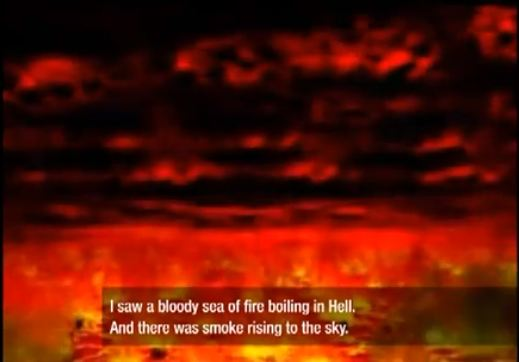 I saw a bloody sea of fire boiling in Hell.
And there was smoke rising to the sky.